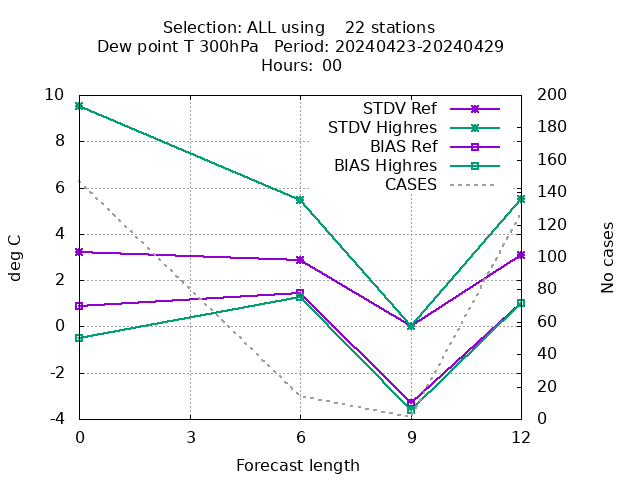 Selection: ALL using    22 stations
Dew point T 300hPa   Period: 20240423-20240429
Hours: 00
STDV Ref
STDV Highres
BIAS Ref
BIAS Highres
CASES
deg C
10
8
6
4
2
0
-2
-4
200
180
160
140
120
100
80
60
40
20
0
No cases
0 3 6 9 12
Forecast length